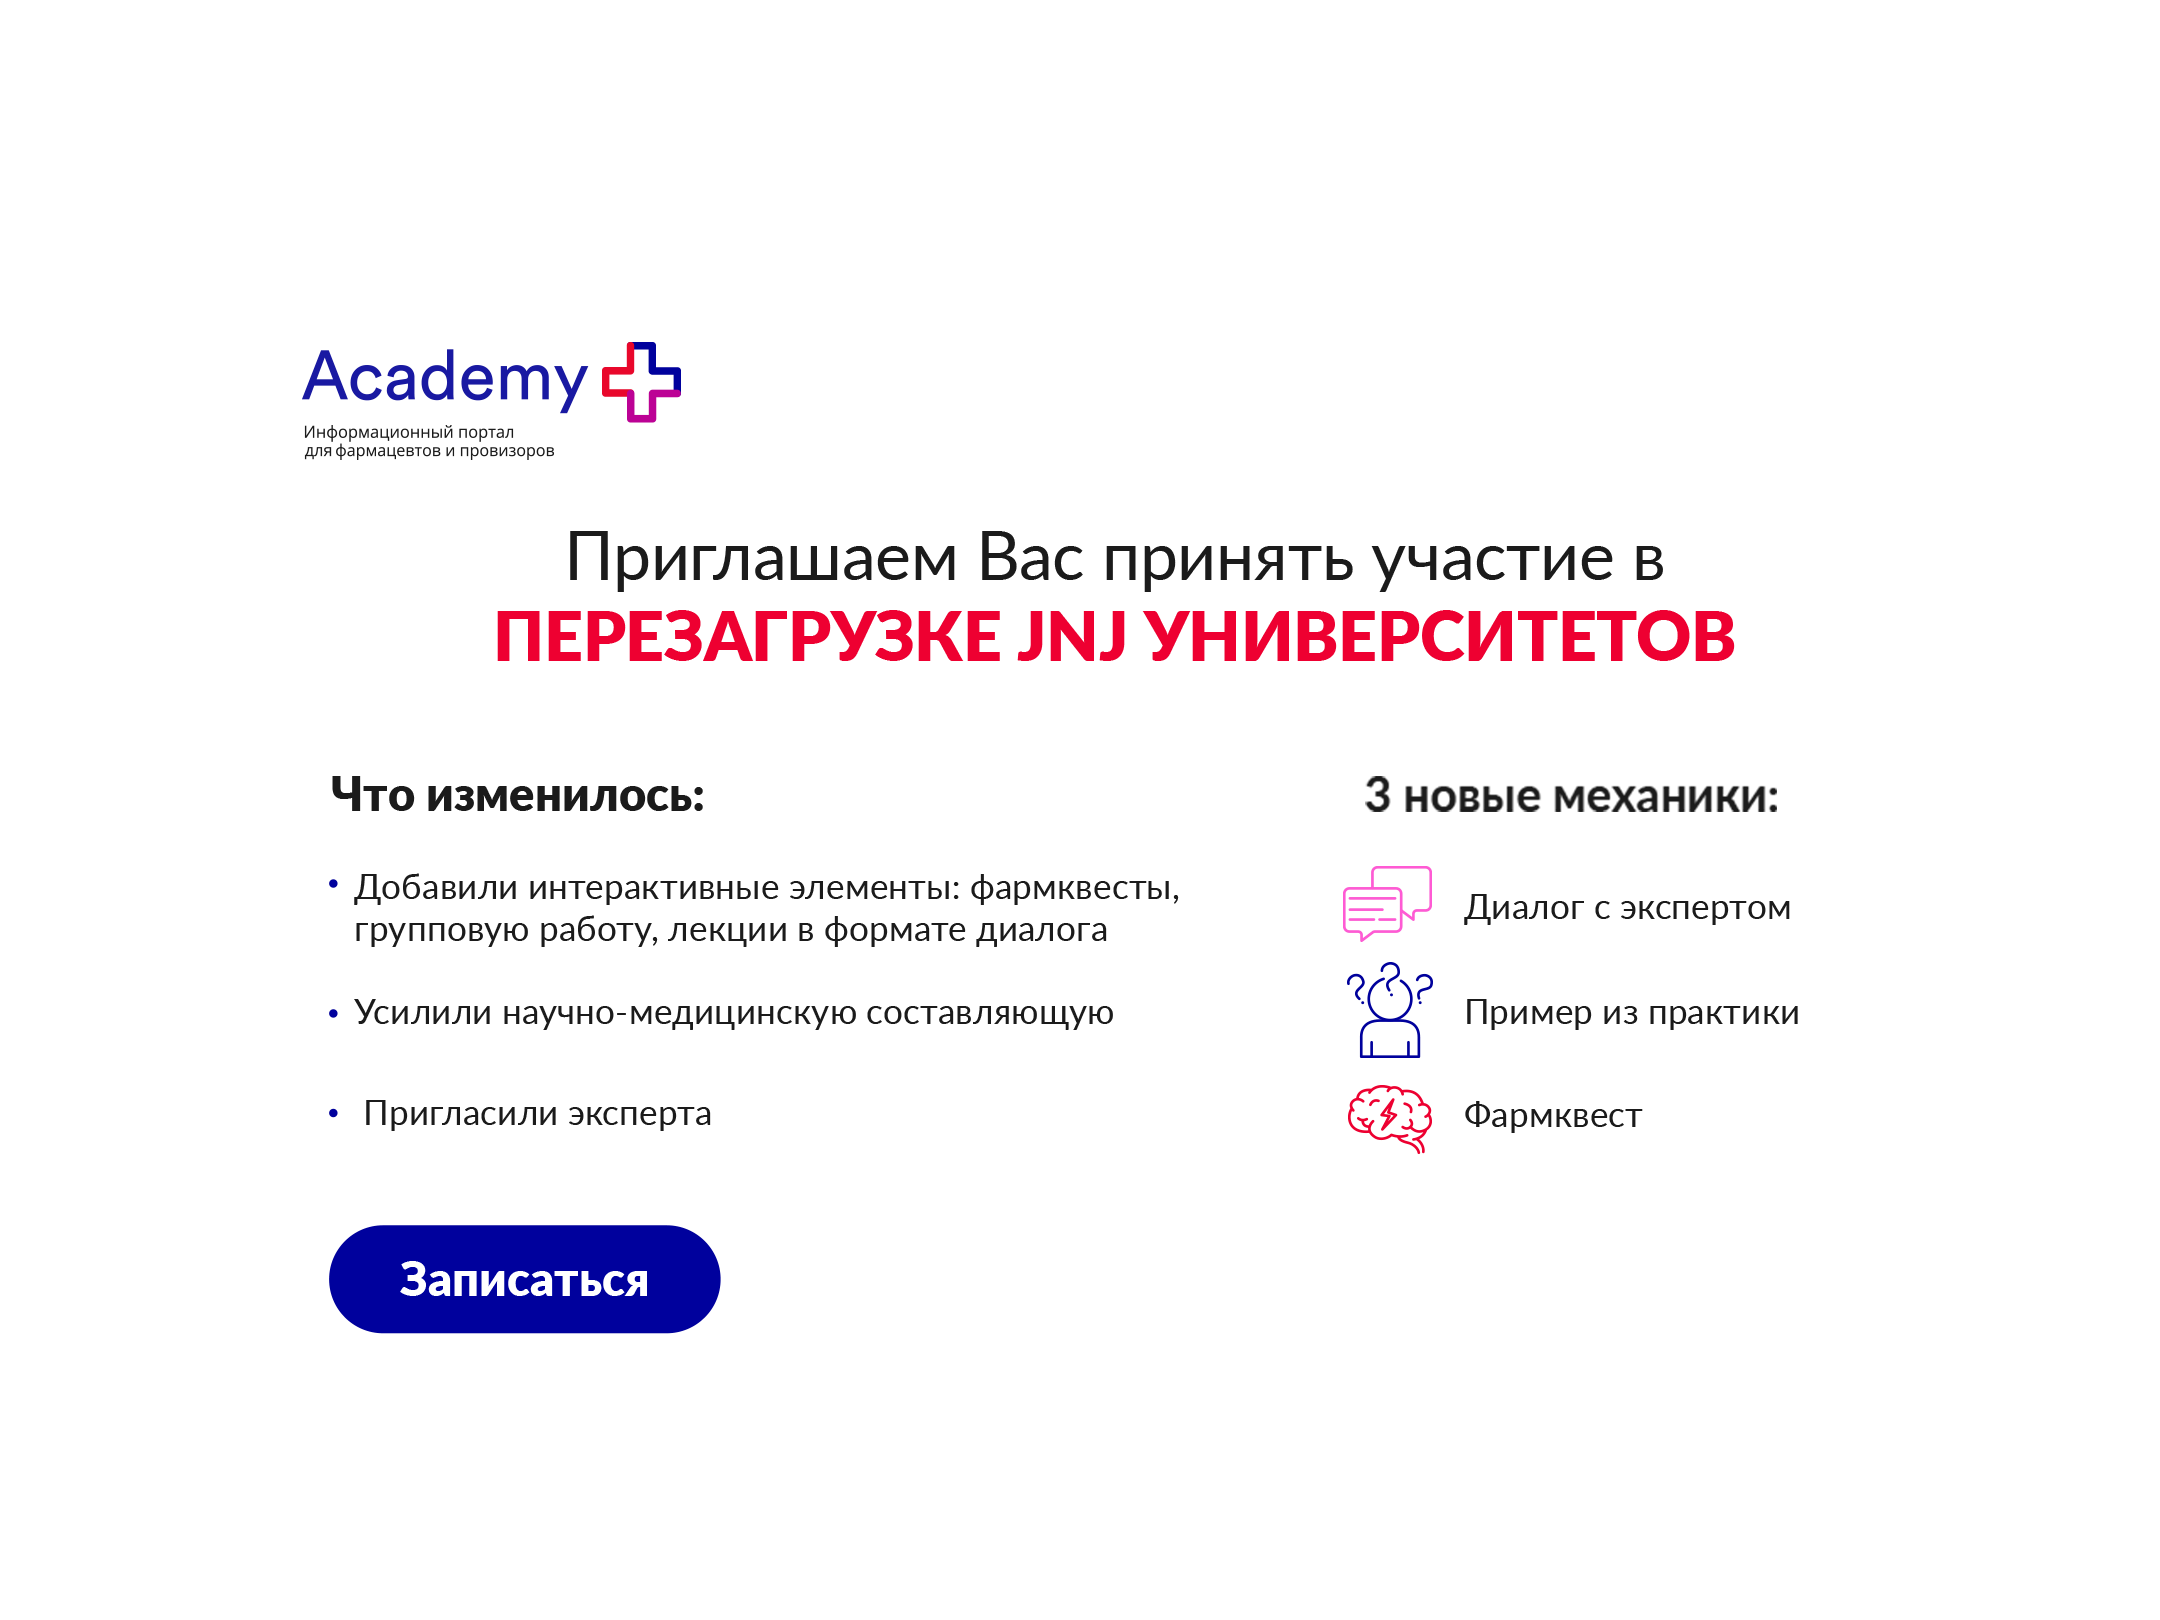 Academy
Информационный портал
для фармацевтов и провизоров
Приглашаем Вас принять участие в
ПЕРЕЗАГРУЗКЕ JNJ УНИВЕРСИТЕТОВ
Что изменилось:
• Добавили интерактивные элементы: фармквесты,
групповую работу, лекции в формате диалога
• Усилили научно-медицинскую составляющую
• Пригласили эксперта
3 новые механики:
Диалог с экспертом
Пример из практики
Фармквест
Записаться